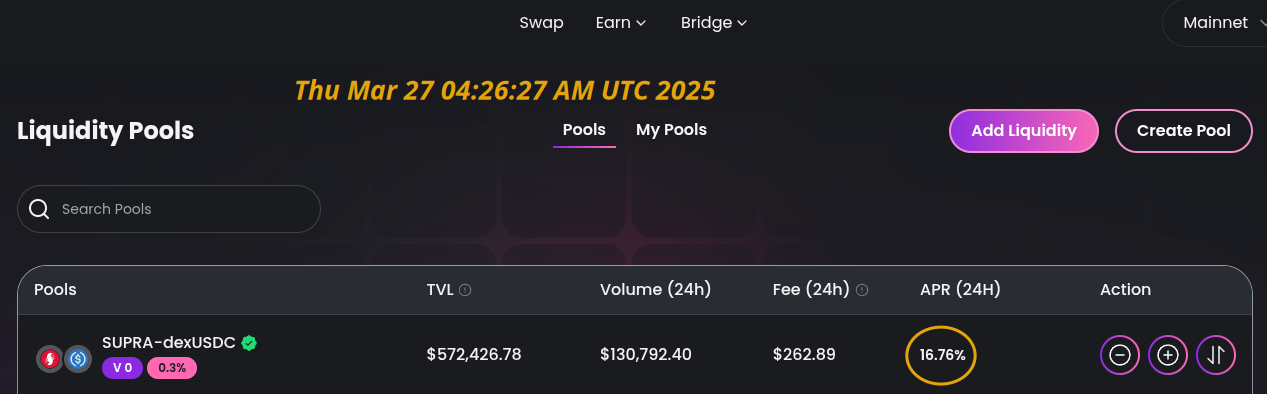 Swap Earn Bridge Mainnet
Thu Mar 27 04:26:27 AM UTC 2025
Liquidity Pools Pools My Pools Add Liquidity Create Pool
Search Pools
Pools TVL Volume (24h) Fee (24h) APR (24H) Action
SUPRA-dexUSDC $572,426.78 $130,792.40 $262.89 16.76%
V 0 0.3%